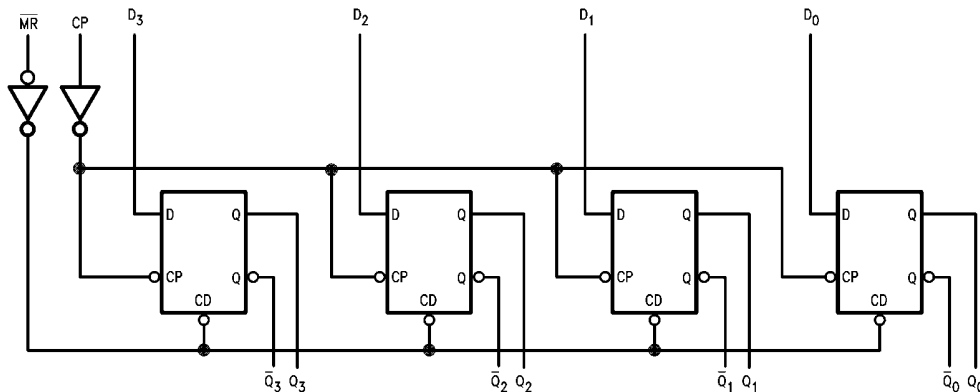 M̅R̅ CP D3 D2 D1 D0
D Q D Q D Q D Q
CP Q CP Q CP Q CP Q
CD CD CD CD
Q̅3 Q3 Q̅2 Q2 Q̅1 Q1 Q̅0 Q0